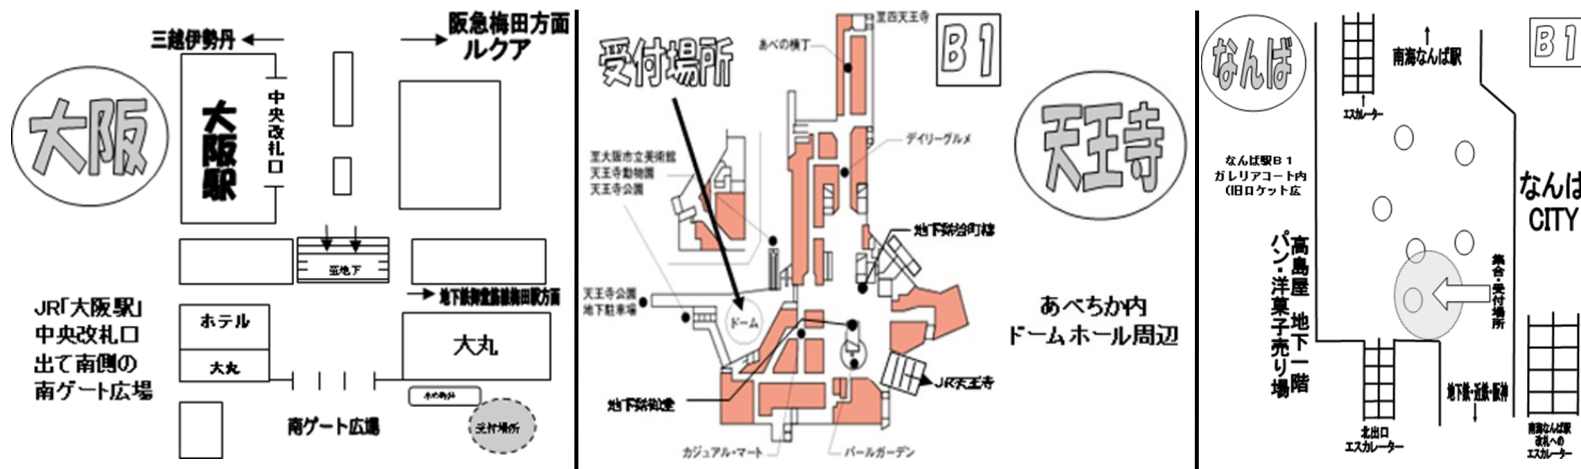 三越伊勢丹
阪急梅田方面
ルクア
大阪
大阪駅
中央改札口
至地下
地下鉄御堂筋線梅田駅方面
JR「大阪駅」
中央改札口
出て南側の
南ゲート広場
ホテル
大丸
大丸
南ゲート広場
受付場所
受付場所
B1
天王寺
至四天王寺
あべの横丁
デイリーグルメ
至大阪市立美術館
天王寺動物園
天王寺公園
地下鉄谷町線
天王寺公園
地下駐車場
ドーム
あべちか内
ドームホール周辺
JR天王寺
地下鉄御堂
カジュアル・マート
パールガーデン
なんば
B1
南海なんば駅
エスカレーター
なんば駅B1
ガレリアコート内
(旧ロケット広
なんば
CITY
高島屋 地下一階
パン・洋菓子売り場
集合・受付場所
地下鉄・近鉄・阪神
北出口
エスカレーター
南海なんば駅
改札への
エスカレーター